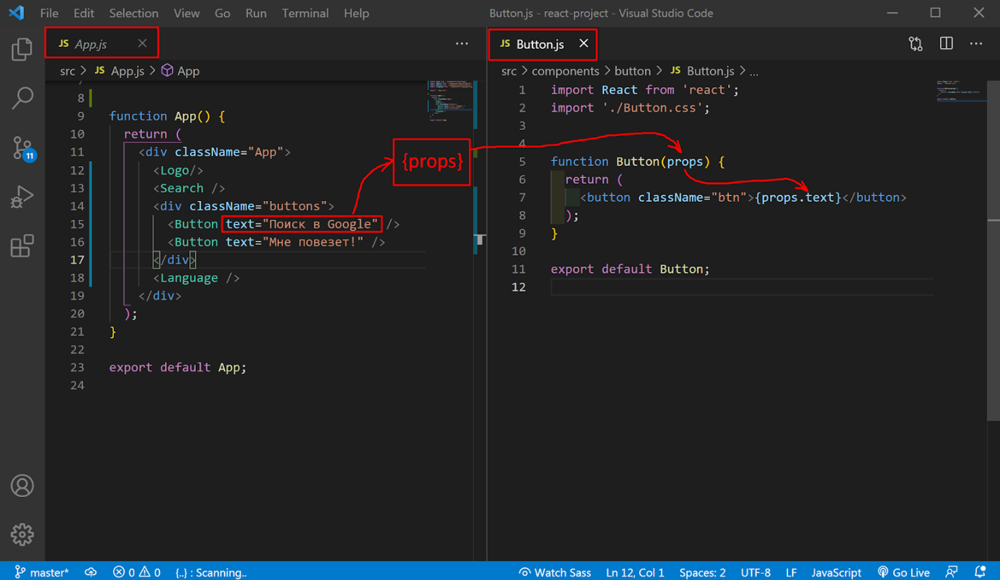 File Edit Selection View Go Run Terminal Help
Button.js - react-project - Visual Studio Code
JS App.js
src > JS App.js > App
7
8
9 function App() {
10 return (
11 <div className="App">
12 <Logo/>
13 <Search />
14 <div className="buttons">
15 <Button text="Поиск в Google" />
16 <Button text="Мне повезет!" />
17 </div>
18 <Language />
19 </div>
20 );
21 }
22
23 export default App;
24
{props}
JS Button.js
src > components > button > JS Button.js > ...
1 import React from 'react';
2 import './Button.css';
3
4
5 function Button(props) {
6 return (
7 <button className="btn">{props.text}</button>
8 );
9 }
10
11 export default Button;
12
11
master* 0 0 {..} : Scanning.. Watch Sass Ln 12, Col 1 Spaces: 2 UTF-8 LF JavaScript Go Live